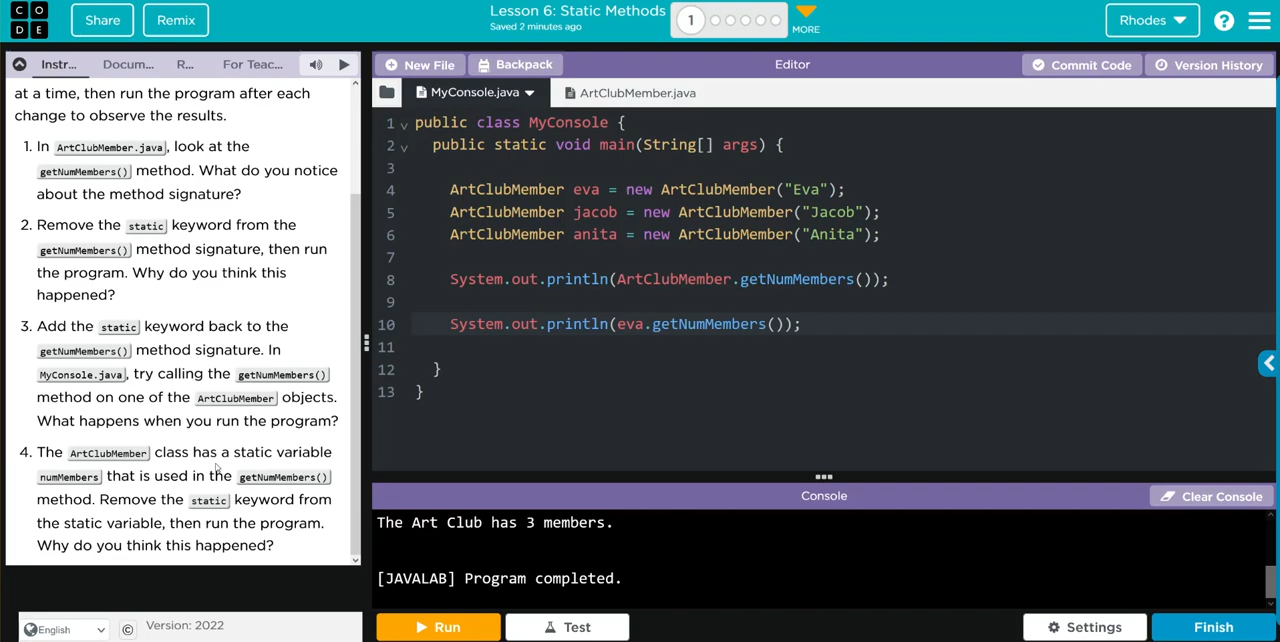 C O
D E
Share
Remix
Lesson 6: Static Methods
Saved 2 minutes ago
1
MORE
Rhodes
?
Instr...
Docum...
R...
For Teac...
at a time, then run the program after each
change to observe the results.
1. In ArtClubMember.java, look at the
getNumMembers() method. What do you notice
about the method signature?
2. Remove the static keyword from the
getNumMembers() method signature, then run
the program. Why do you think this
happened?
3. Add the static keyword back to the
getNumMembers() method signature. In
MyConsole.java, try calling the getNumMembers()
method on one of the ArtClubMember objects.
What happens when you run the program?
4. The ArtClubMember class has a static variable
numMembers that is used in the getNumMembers()
method. Remove the static keyword from
the static variable, then run the program.
Why do you think this happened?
English
©
Version: 2022
New File
Backpack
Editor
Commit Code
Version History
MyConsole.java
ArtClubMember.java
1 public class MyConsole {
2 public static void main(String[] args) {
3
4 ArtClubMember eva = new ArtClubMember("Eva");
5 ArtClubMember jacob = new ArtClubMember("Jacob");
6 ArtClubMember anita = new ArtClubMember("Anita");
7
8 System.out.println(ArtClubMember.getNumMembers());
9
10 System.out.println(eva.getNumMembers());
11
12 }
13 }
Console
Clear Console
The Art Club has 3 members.
[JAVALAB] Program completed.
Run
Test
Settings
Finish